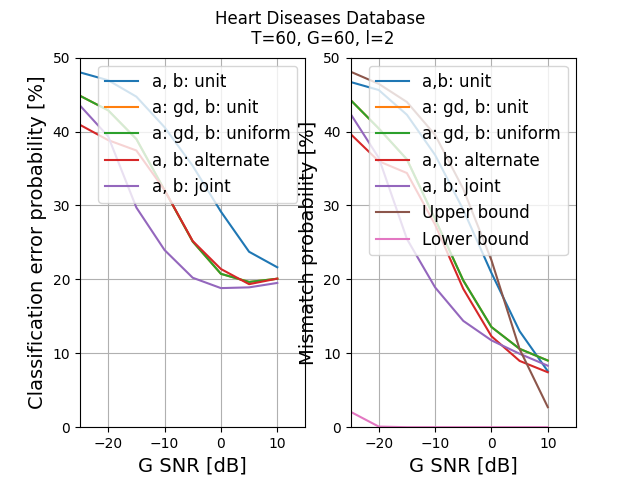 Heart Diseases Database
T=60, G=60, l=2
Classification error probability [%]
50
40
30
20
10
0
a, b: unit
a: gd, b: unit
a: gd, b: uniform
a, b: alternate
a, b: joint
−20
−10
0
10
G SNR [dB]
Mismatch probability [%]
50
40
30
20
10
0
a,b: unit
a: gd, b: unit
a: gd, b: uniform
a, b: alternate
a, b: joint
Upper bound
Lower bound
−20
−10
0
10
G SNR [dB]